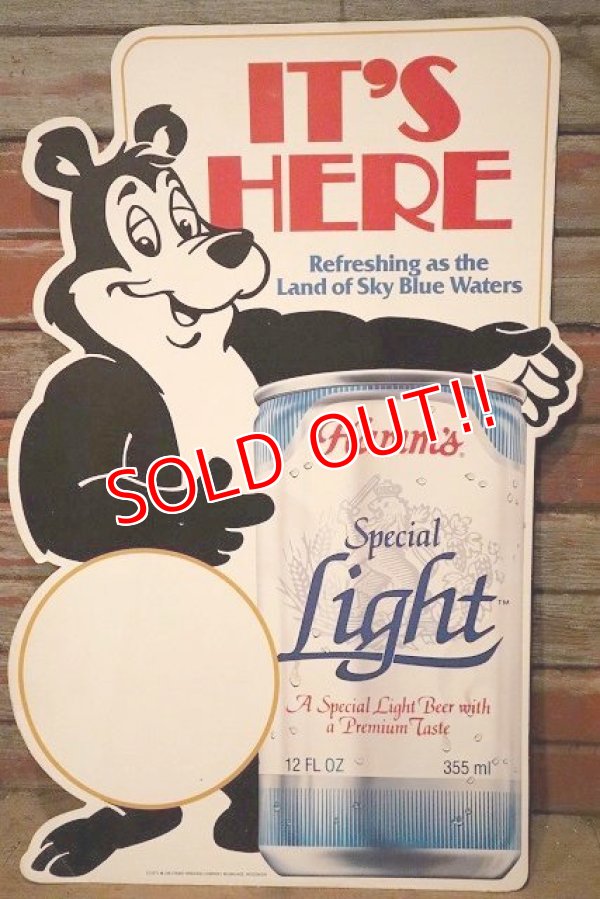 IT'S
HERE
Refreshing as the
Land of Sky Blue Waters
SOLD OUT!!
Hamm's
Special
Light™
A Special Light Beer with
a Premium Taste
12 FL OZ 355 ml